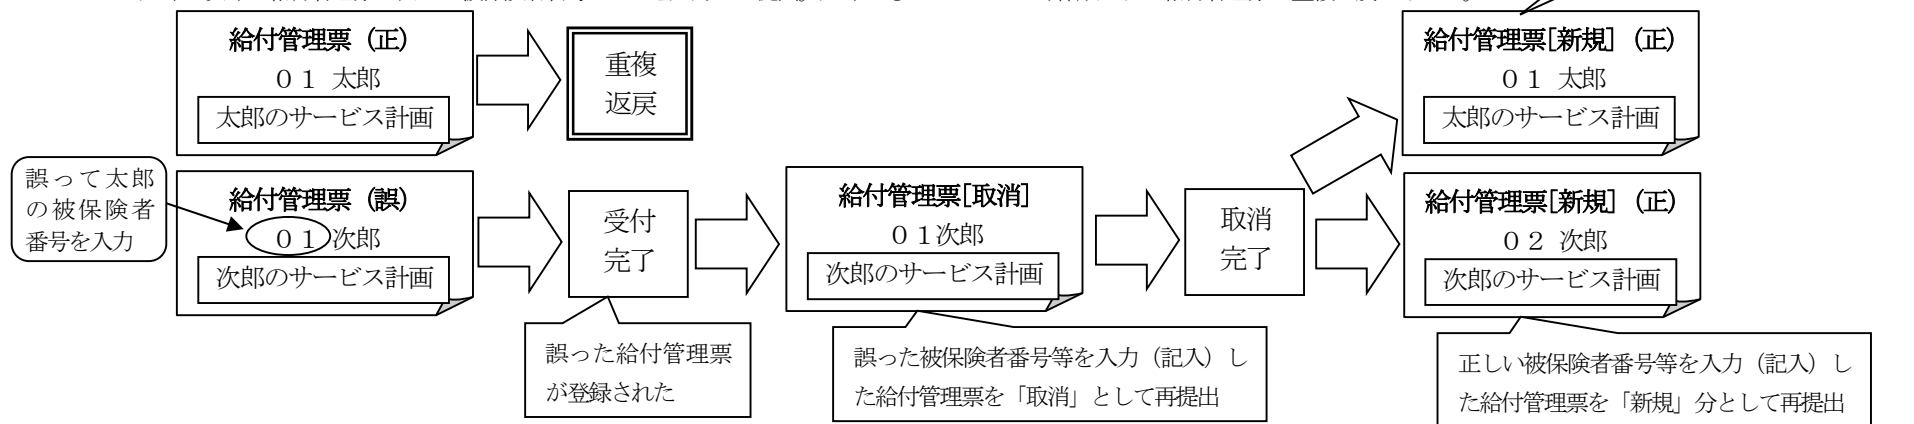 給付管理票（正）
０１ 太郎
太郎のサービス計画
重複
返戻
給付管理票[新規]（正）
０１ 太郎
太郎のサービス計画
誤って太郎
の被保険者
番号を入力
給付管理票（誤）
０１次郎
次郎のサービス計画
受付
完了
給付管理票[取消]
０１次郎
次郎のサービス計画
取消
完了
給付管理票[新規]（正）
０２ 次郎
次郎のサービス計画
誤った給付管理票
が登録された
誤った被保険者番号等を入力（記入）し
た給付管理票を「取消」として再提出
正しい被保険者番号等を入力（記入）し
た給付管理票を「新規」分として再提出